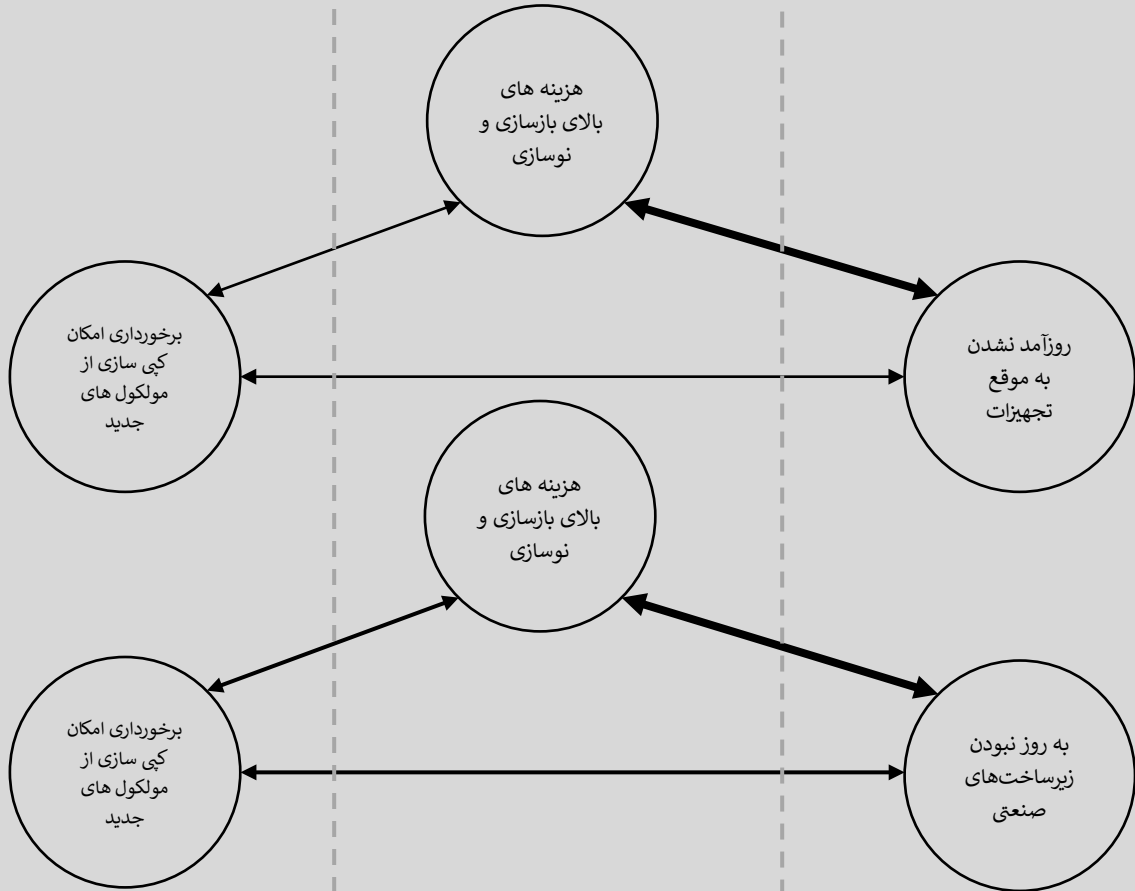 هزینه های
بالای بازسازی و
نوسازی
روزآمد نشدن
به موقع
تجهیزات
برخورداری امکان
کپی سازی از
مولکول های
جدید
هزینه های
بالای بازسازی و
نوسازی
به روز نبودن
زیرساخت‌های
صنعتی
برخورداری امکان
کپی سازی از
مولکول های
جدید